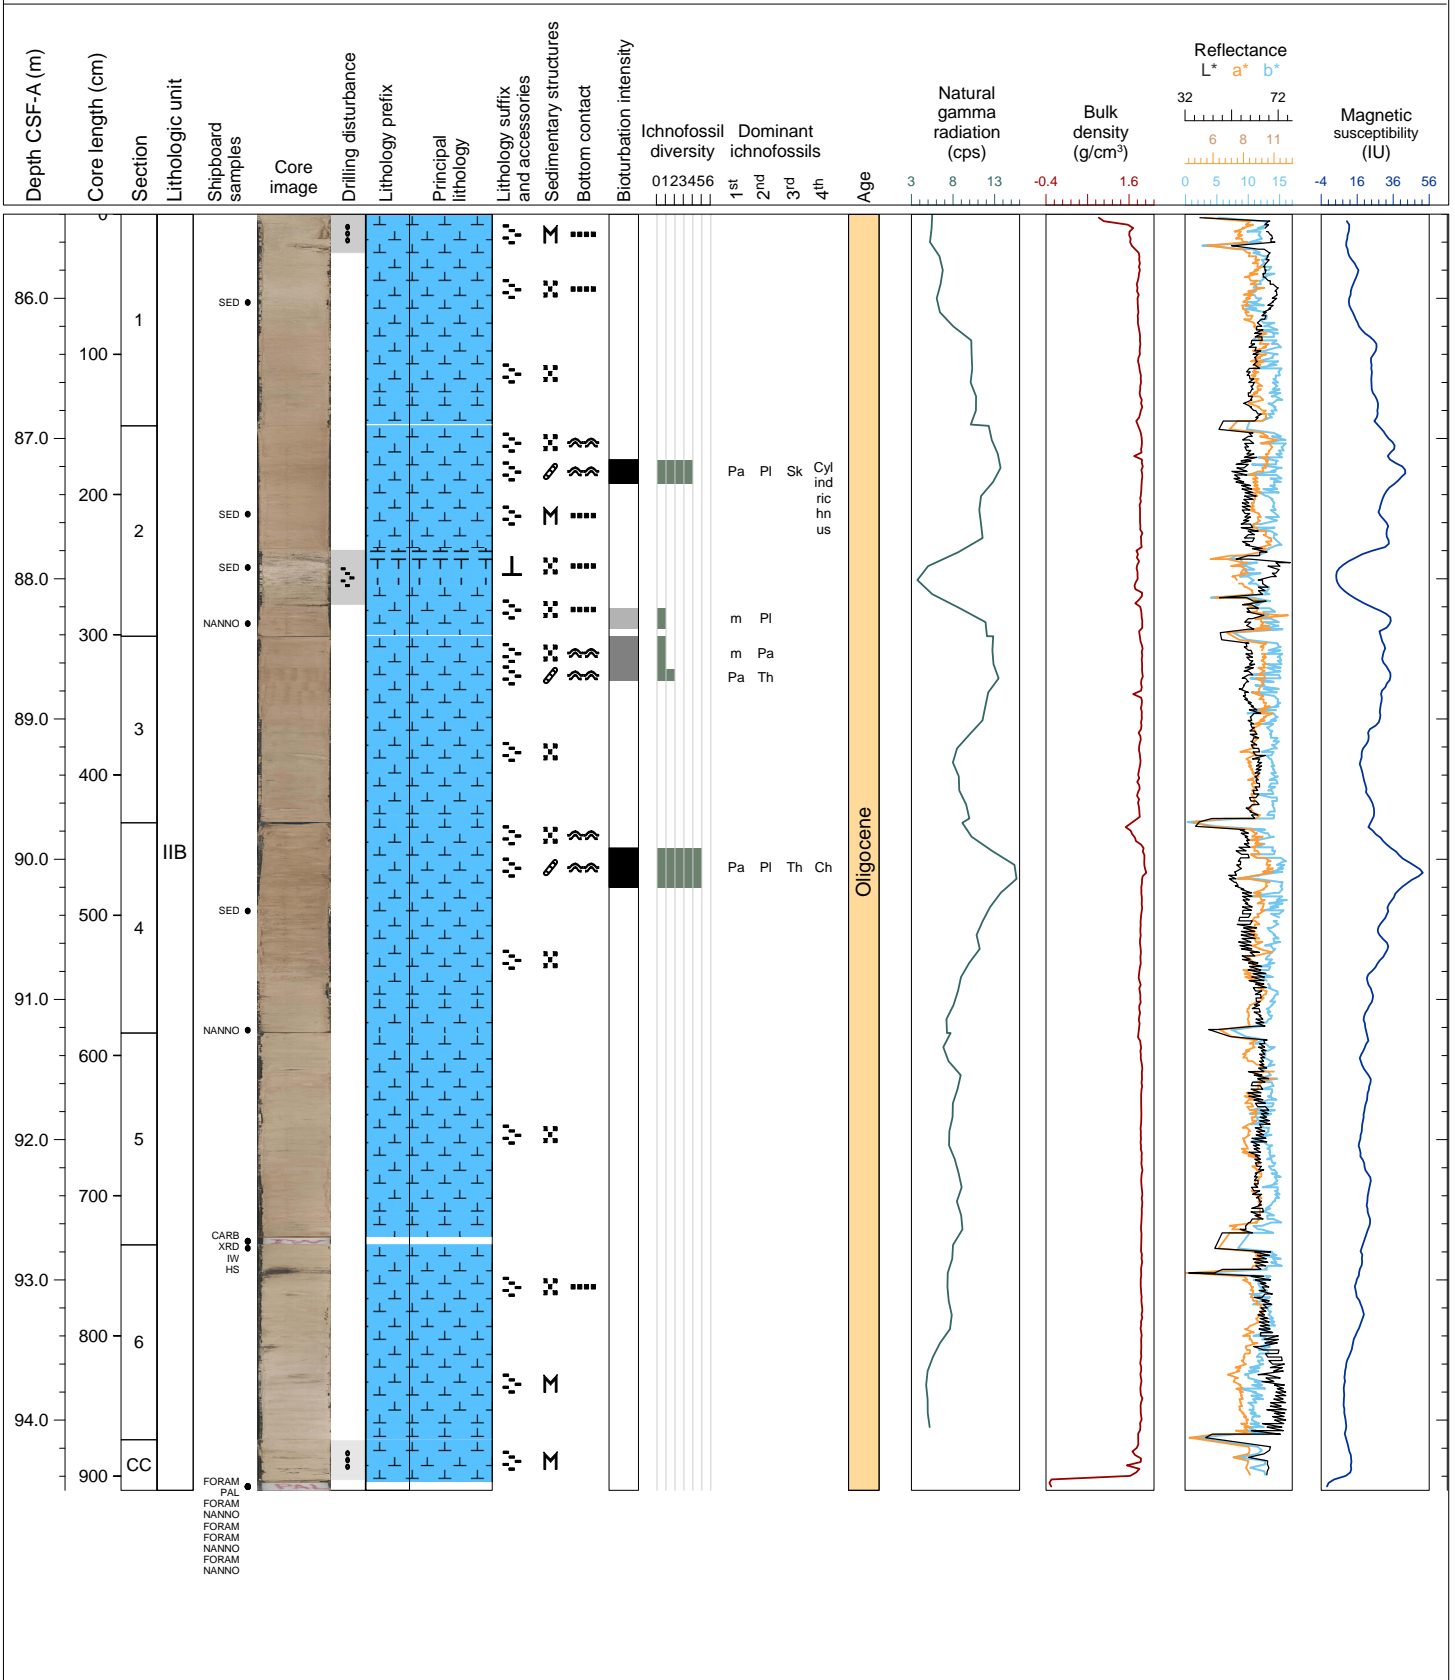 Depth CSF-A (m)
Core length (cm)
Section
Lithologic unit
Shipboard
samples
Core
image
Drilling disturbance
Lithology prefix
Principal
lithology
Lithology suffix
and accessories
Sedimentary structures
Bottom contact
Bioturbation intensity
Ichnofossil
diversity
0123456
Dominant
ichnofossils
1st 2nd 3rd 4th
Age
Natural
gamma
radiation
(cps)
3 8 13
Bulk
density
(g/cm³)
-0.4 1.6
Reflectance
L* a* b*
32 72
6 8 11
0 5 10 15
Magnetic
susceptibility
(IU)
-4 16 36 56
0
86.0
SED
1
100
87.0
Pa Pl Sk Cyl
ind
ric
hn
us
200
SED
2
SED
88.0
NANNO
m Pl
300
m Pa
Pa Th
89.0
3
400
IIB
90.0
Pa Pl Th Ch
Oligocene
SED
500
4
91.0
NANNO
600
92.0
5
700
CARB
XRD
IW
HS
93.0
800
6
94.0
CC
900
FORAM
PAL
PAL
FORAM
NANNO
FORAM
FORAM
NANNO
FORAM
NANNO